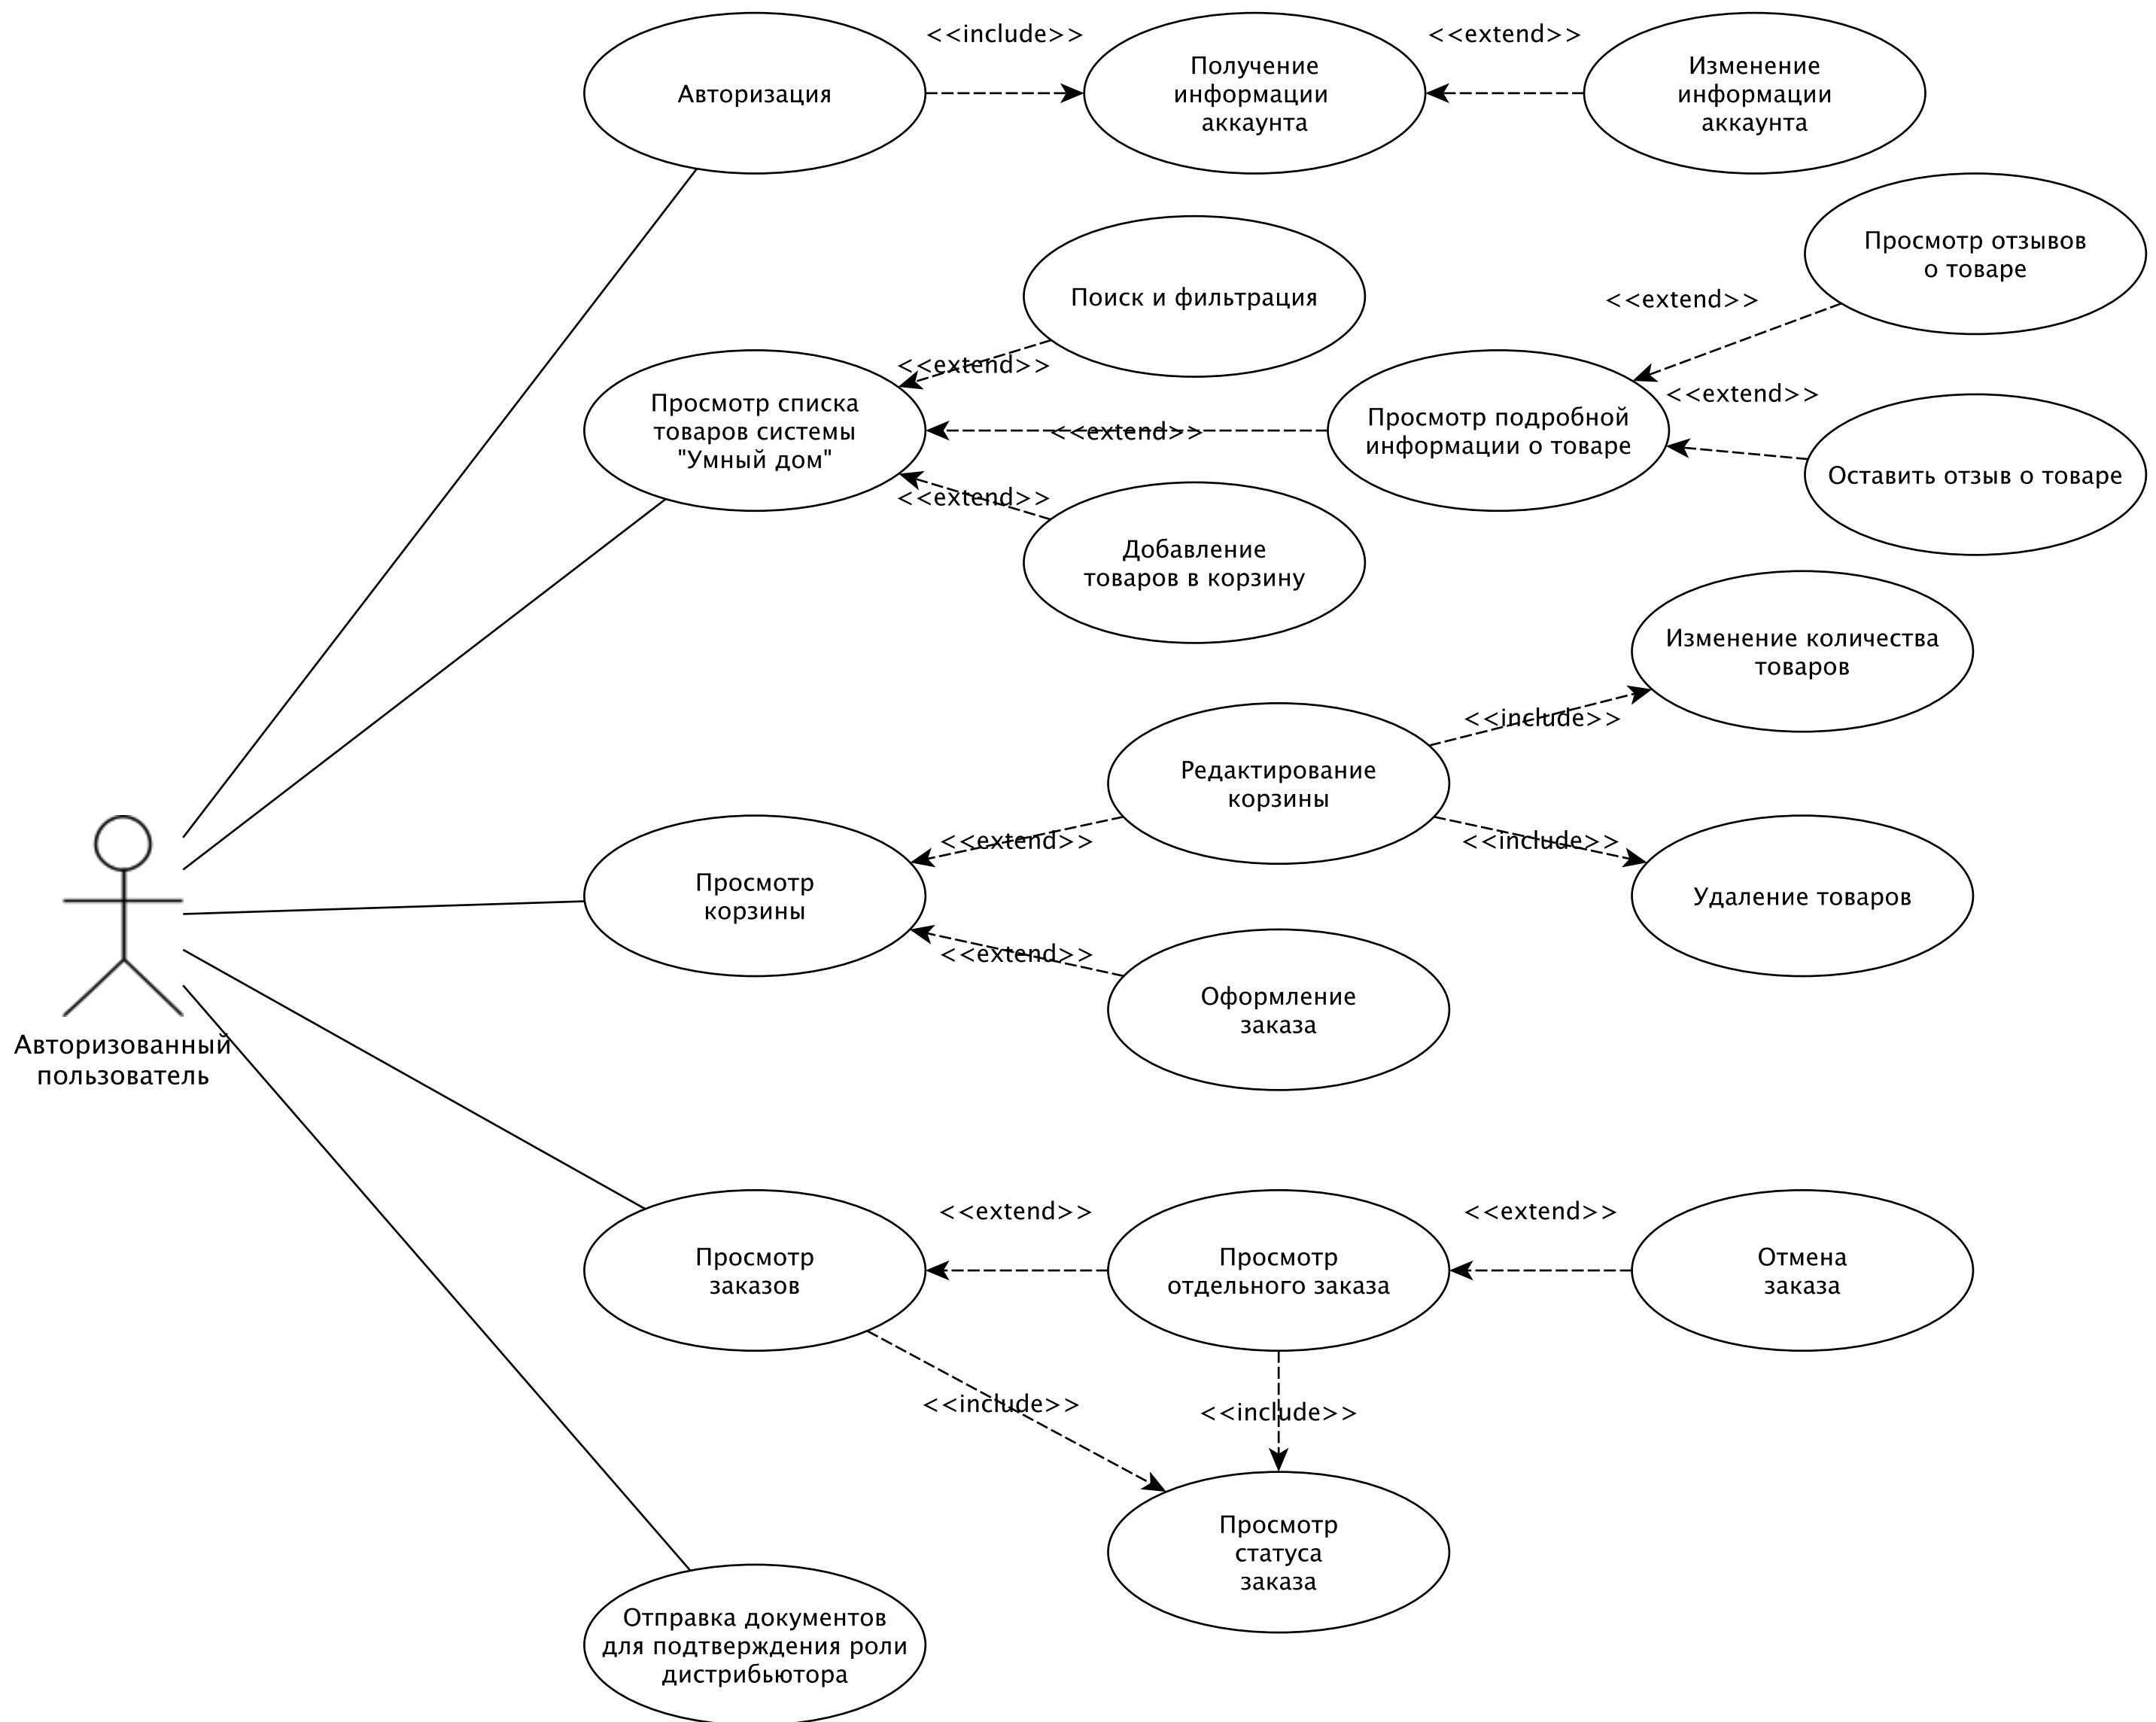 <<include>>
<<extend>>
Авторизация
Получение
информации
аккаунта
Изменение
информации
аккаунта
Просмотр отзывов
о товаре
Поиск и фильтрация
<<extend>>
<<extend>>
<<extend>>
Просмотр списка
товаров системы
"Умный дом"
<<extend>>
Просмотр подробной
информации о товаре
Оставить отзыв о товаре
<<extend>>
Добавление
товаров в корзину
Изменение количества
товаров
<<include>>
Редактирование
корзины
<<extend>>
<<include>>
Просмотр
корзины
Удаление товаров
<<extend>>
Оформление
заказа
Авторизованный
пользователь
<<extend>>
<<extend>>
Просмотр
заказов
Просмотр
отдельного заказа
Отмена
заказа
<<include>>
<<include>>
Просмотр
статуса
заказа
Отправка документов
для подтверждения роли
дистрибьютора